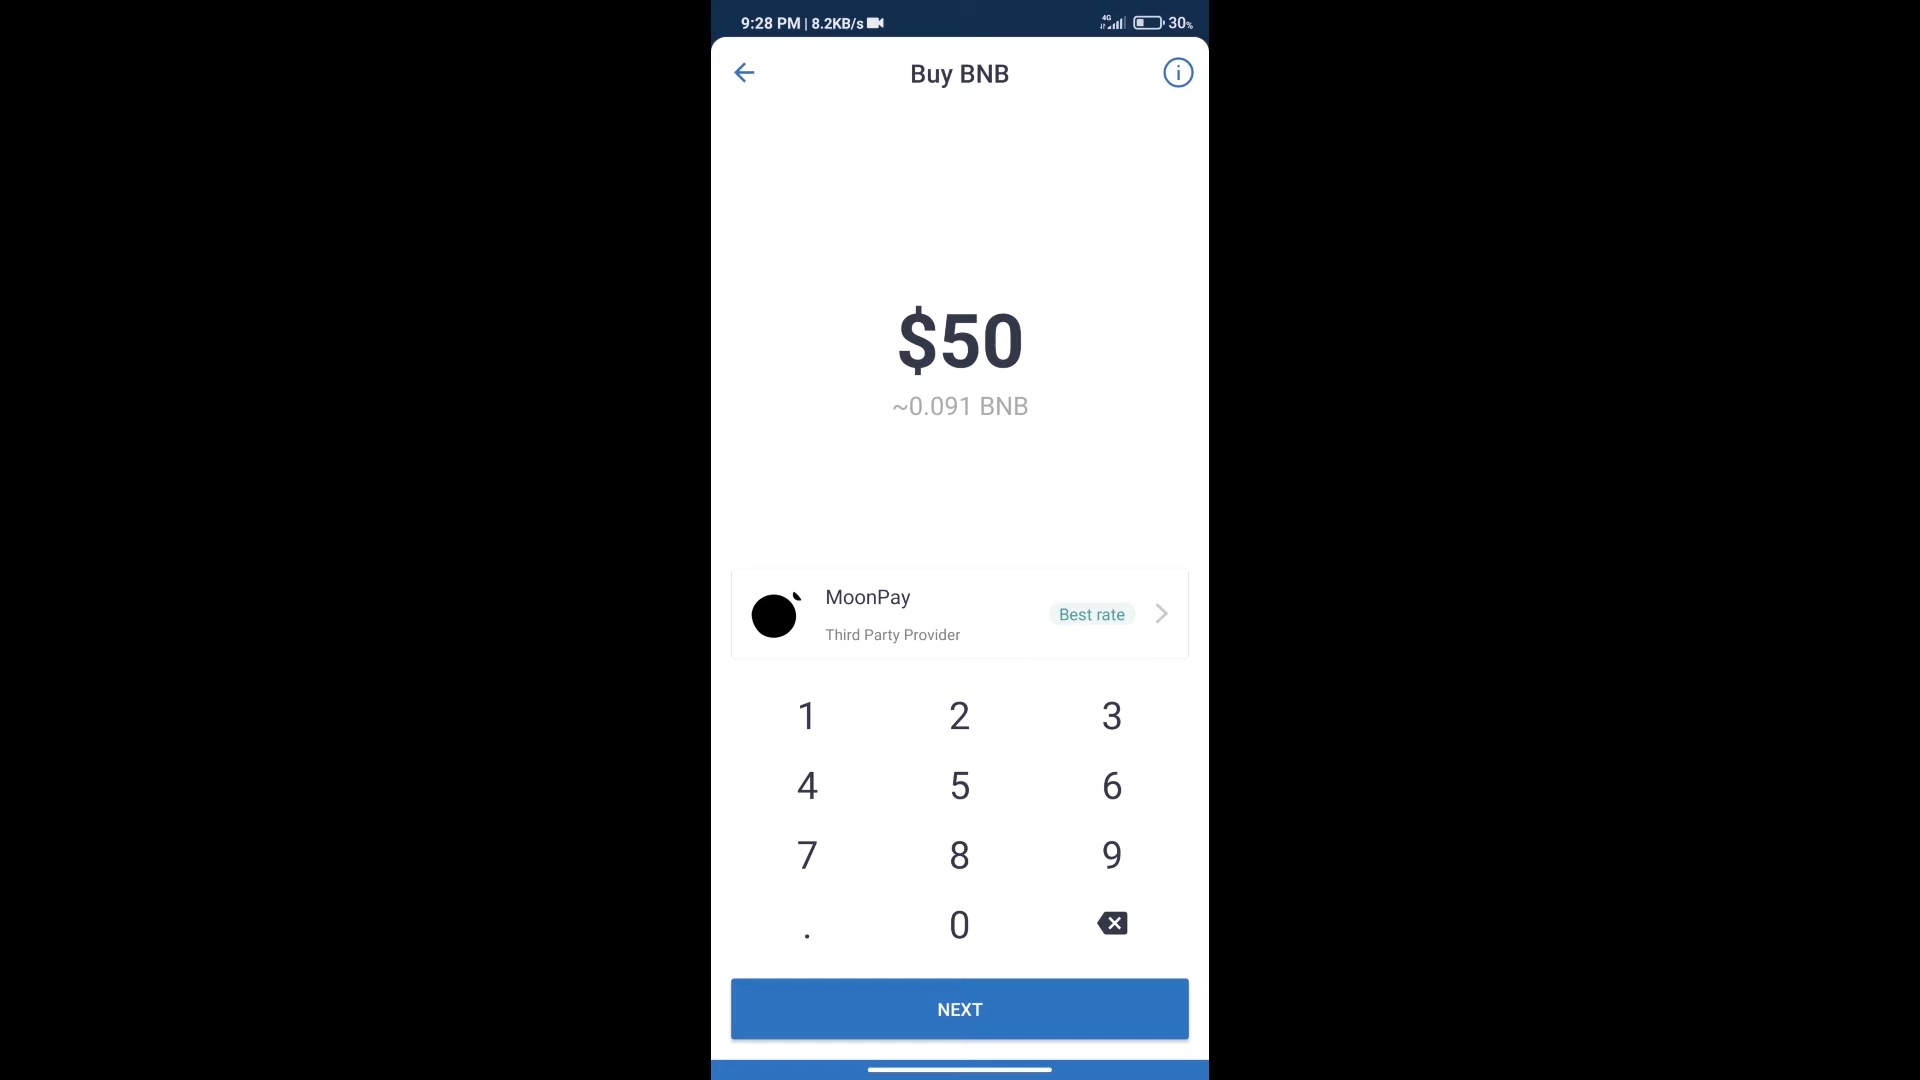 9:28 PM | 8.2KB/s 4G 30%
Buy BNB
$50
~0.091 BNB
MoonPay
Best rate
Third Party Provider
1 2 3
4 5 6
7 8 9
. 0
NEXT